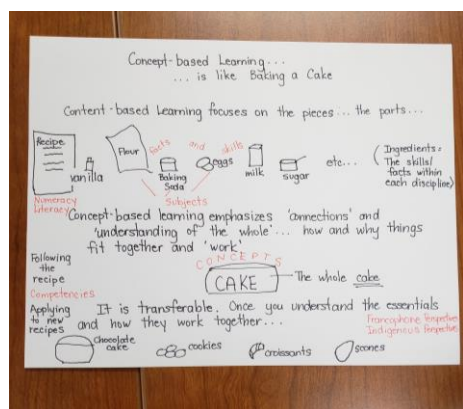 Concept-based Learning...
... is like Baking a Cake
Content-based Learning focuses on the pieces... the parts...
Recipe
vanilla
Flour
facts and skills
Baking Soda
eggs
milk
sugar
etc...
(Ingredients:
The skills/
facts within
each discipline)
Numeracy
Literacy
Subjects
Concept-based learning emphasizes 'connections' and
'understanding of the whole'... how and why things
fit together and 'work'
Following
the
recipe
CONCEPTS
CAKE
The whole cake
Competencies
Applying
to new
recipes
It is transferable. Once you understand the essentials
and how they work together...
Francophone Perspective
Indigenous Perspective
chocolate
cake
cookies
croissants
scones